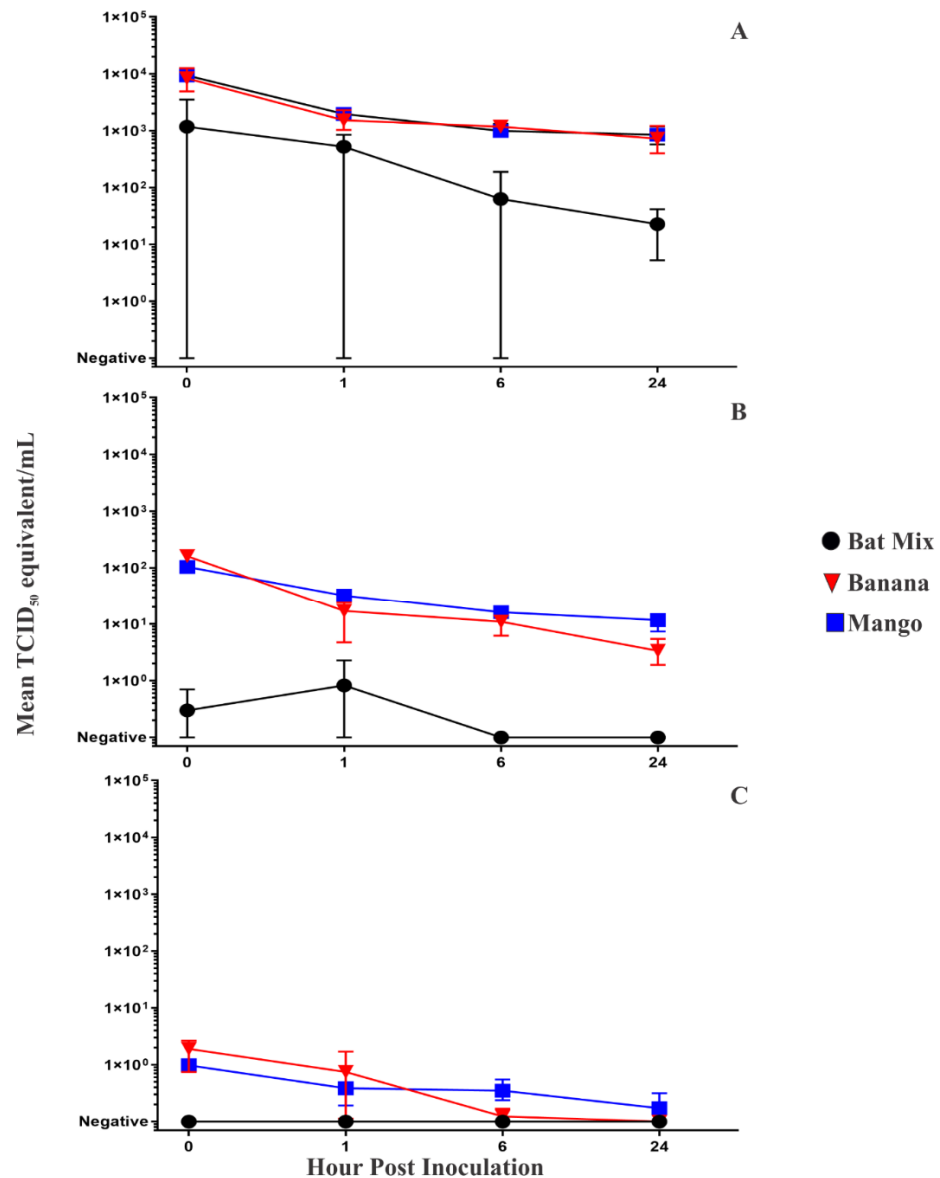 A
1×10⁵
1×10⁴
1×10³
1×10²
1×10¹
1×10⁰
Negative
0 1 6 24
B
1×10⁵
1×10⁴
1×10³
1×10²
1×10¹
1×10⁰
Negative
0 1 6 24
C
1×10⁵
1×10⁴
1×10³
1×10²
1×10¹
1×10⁰
Negative
0 1 6 24
Hour Post Inoculation
Mean TCID₅₀ equivalent/mL
Bat Mix
Banana
Mango